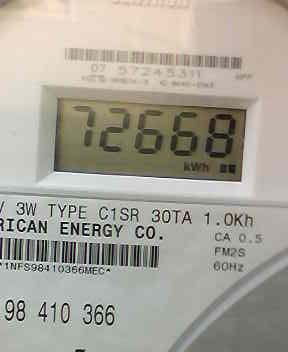 07 57245311
72668
kWh
V 3W TYPE C1SR 30TA 1.0Kh
RICAN ENERGY CO.
CA 0.5
FM2S
*1NFS98410366MEC*
60Hz
98 410 366